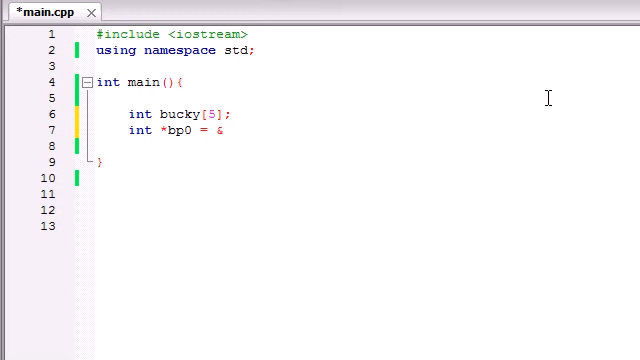 *main.cpp
1 #include <iostream>
2 using namespace std;
3
4 int main(){
5
6 int bucky[5];
7 int *bp0 = &
8
9 }
10
11
12
13